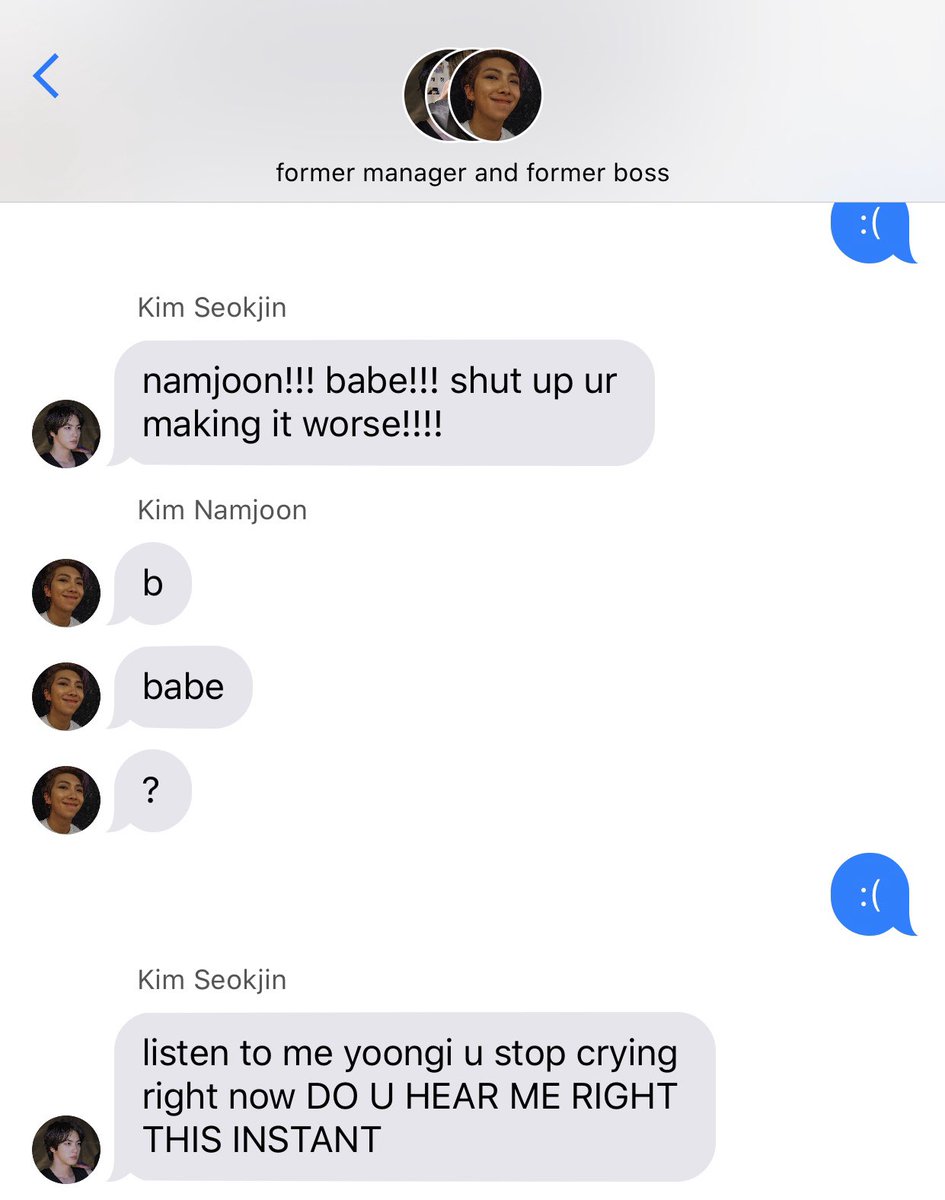 former manager and former boss
:(
Kim Seokjin
namjoon!!! babe!!! shut up ur
making it worse!!!!
Kim Namjoon
b
babe
?
:(
Kim Seokjin
listen to me yoongi u stop crying
right now DO U HEAR ME RIGHT
THIS INSTANT